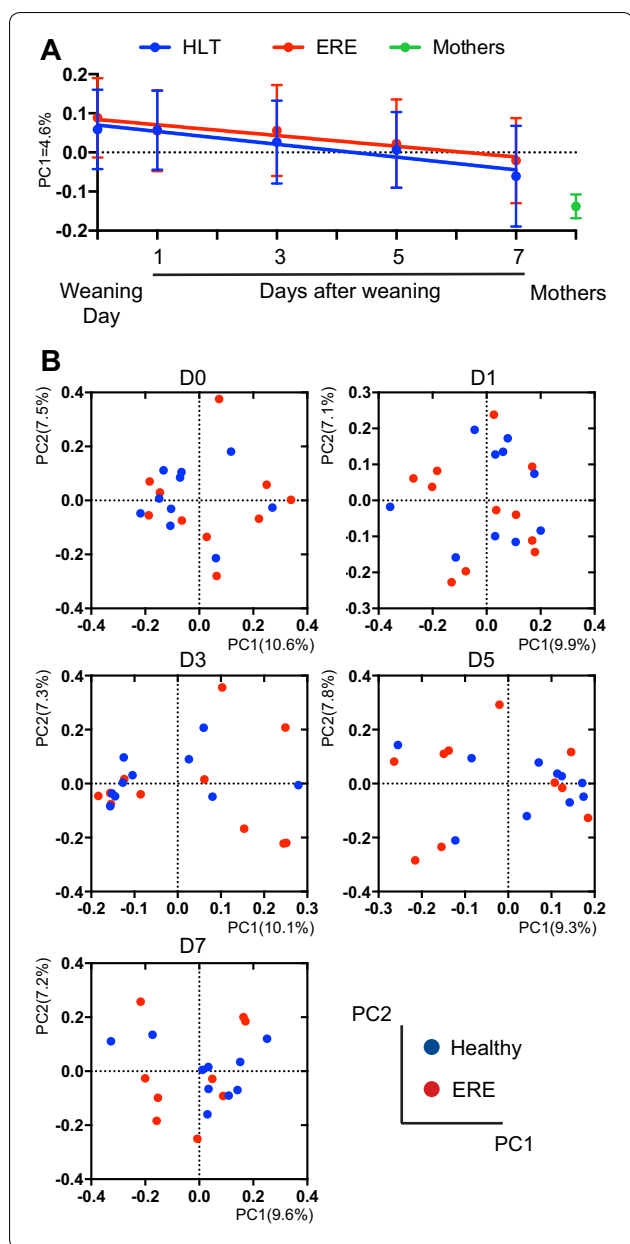 A
HLT ERE Mothers
PC1=4.6%
0.2
0.1
0.0
-0.1
-0.2
1 3 5 7
Weaning Day
Days after weaning
Mothers
B
D0
PC2(7.5%)
0.4
0.2
0.0
-0.2
-0.4
-0.4 -0.2 0.0 0.2 0.4
PC1(10.6%)
D1
PC2(7.1%)
0.3
0.2
0.1
0.0
-0.1
-0.2
-0.3
-0.4 -0.2 0.0 0.2 0.4
PC1(9.9%)
D3
PC2(7.3%)
0.4
0.2
0.0
-0.2
-0.4
-0.2 -0.1 0.0 0.1 0.2 0.3
PC1(10.1%)
D5
PC2(7.8%)
0.4
0.2
0.0
-0.2
-0.4
-0.3 -0.2 -0.1 0.0 0.1 0.2
PC1(9.3%)
D7
PC2(7.2%)
0.4
0.2
0.0
-0.2
-0.4
-0.4 -0.2 0.0 0.2 0.4
PC1(9.6%)
PC2
Healthy
ERE
PC1